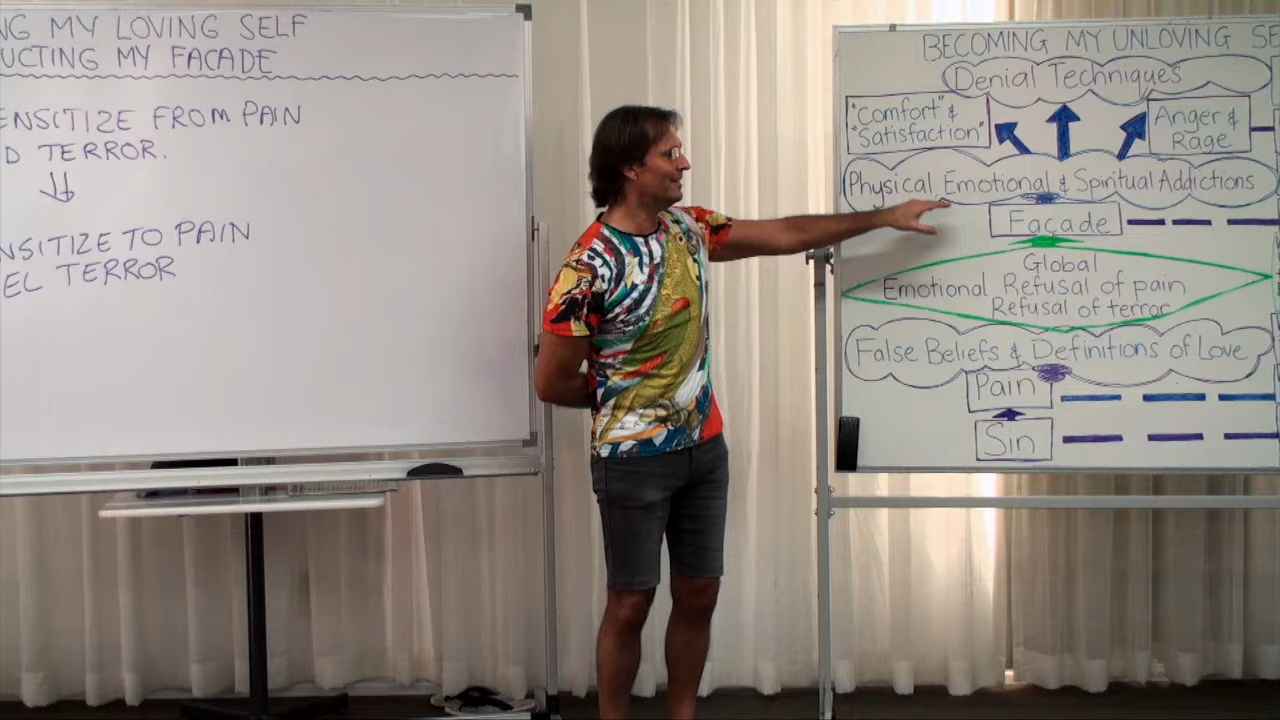 NG MY LOVING SELF
UCTING MY FACADE
ENSITIZE FROM PAIN
D TERROR.
NSITIZE TO PAIN
EL TERROR
BECOMING MY UNLOVING SE
Denial Techniques
"Comfort" &
"Satisfaction"
Anger &
Rage
Physical, Emotional & Spiritual Addictions
Façade
Global
Emotional Refusal of pain
Refusal of terror
False Beliefs & Definitions of Love
Pain
Sin